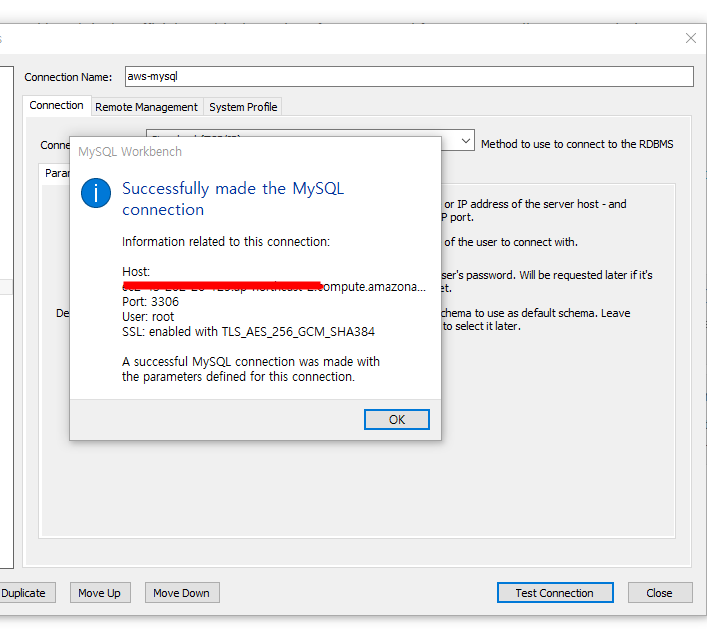 Connection Name:
aws-mysql
Connection
Remote Management
System Profile
Method to use to connect to the RDBMS
MySQL Workbench
Successfully made the MySQL
connection
Information related to this connection:
Host:
compute.amazona...
Port: 3306
User: root
SSL: enabled with TLS_AES_256_GCM_SHA384
A successful MySQL connection was made with
the parameters defined for this connection.
OK
or IP address of the server host - and
P port.
of the user to connect with.
ser's password. Will be requested later if it's
et.
chema to use as default schema. Leave
to select it later.
Duplicate
Move Up
Move Down
Test Connection
Close